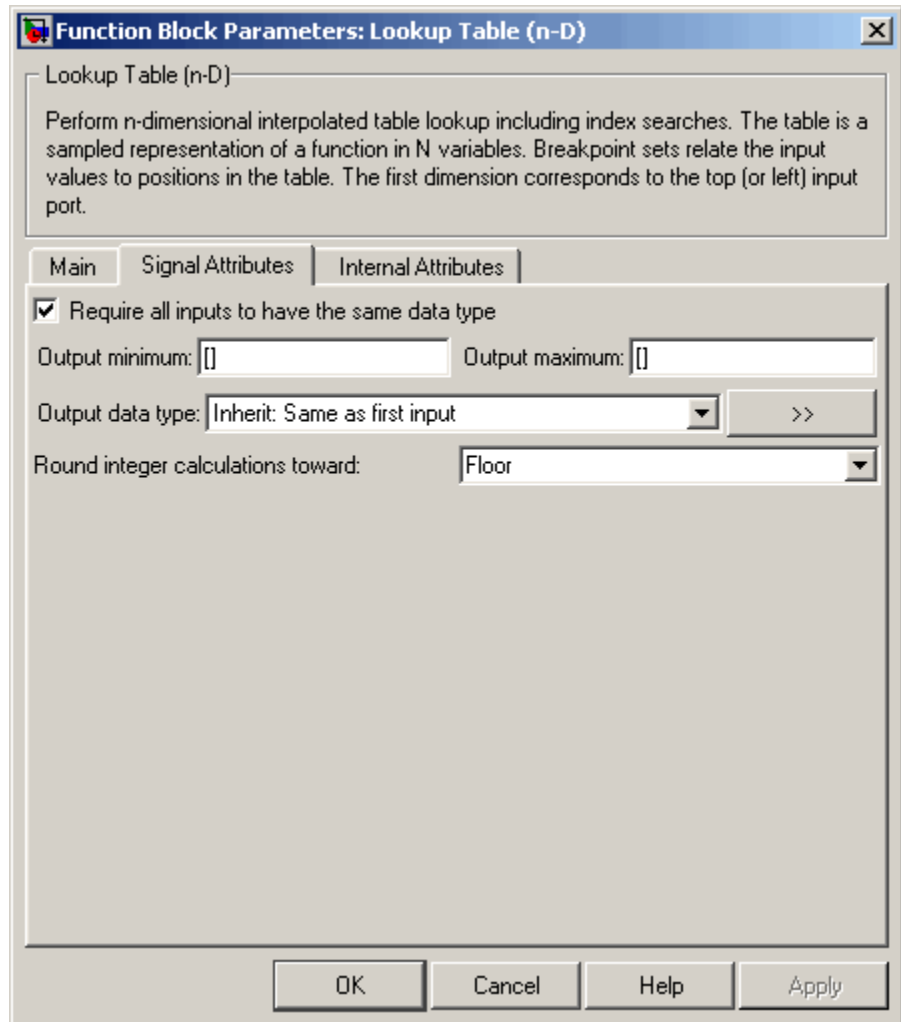 Function Block Parameters: Lookup Table (n-D)
Lookup Table (n-D)
Perform n-dimensional interpolated table lookup including index searches. The table is a
sampled representation of a function in N variables. Breakpoint sets relate the input
values to positions in the table. The first dimension corresponds to the top (or left) input
port.
Main Signal Attributes Internal Attributes
Require all inputs to have the same data type
Output minimum: [] Output maximum: []
Output data type: Inherit: Same as first input >>
Round integer calculations toward: Floor
OK Cancel Help Apply